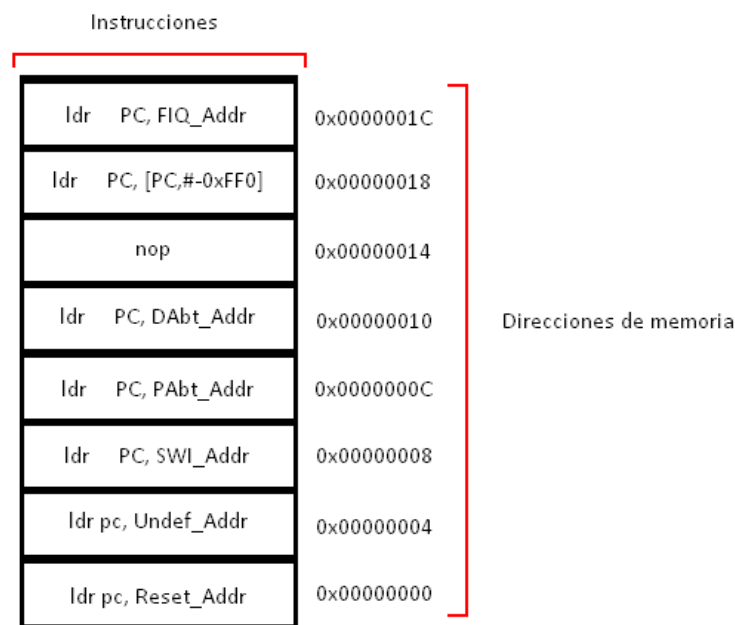 Instrucciones
ldr PC, FIQ_Addr 0x0000001C
ldr PC, [PC,#-0xFF0] 0x00000018
nop 0x00000014
ldr PC, DAbt_Addr 0x00000010
Direcciones de memoria
ldr PC, PAbt_Addr 0x0000000C
ldr PC, SWI_Addr 0x00000008
ldr pc, Undef_Addr 0x00000004
ldr pc, Reset_Addr 0x00000000